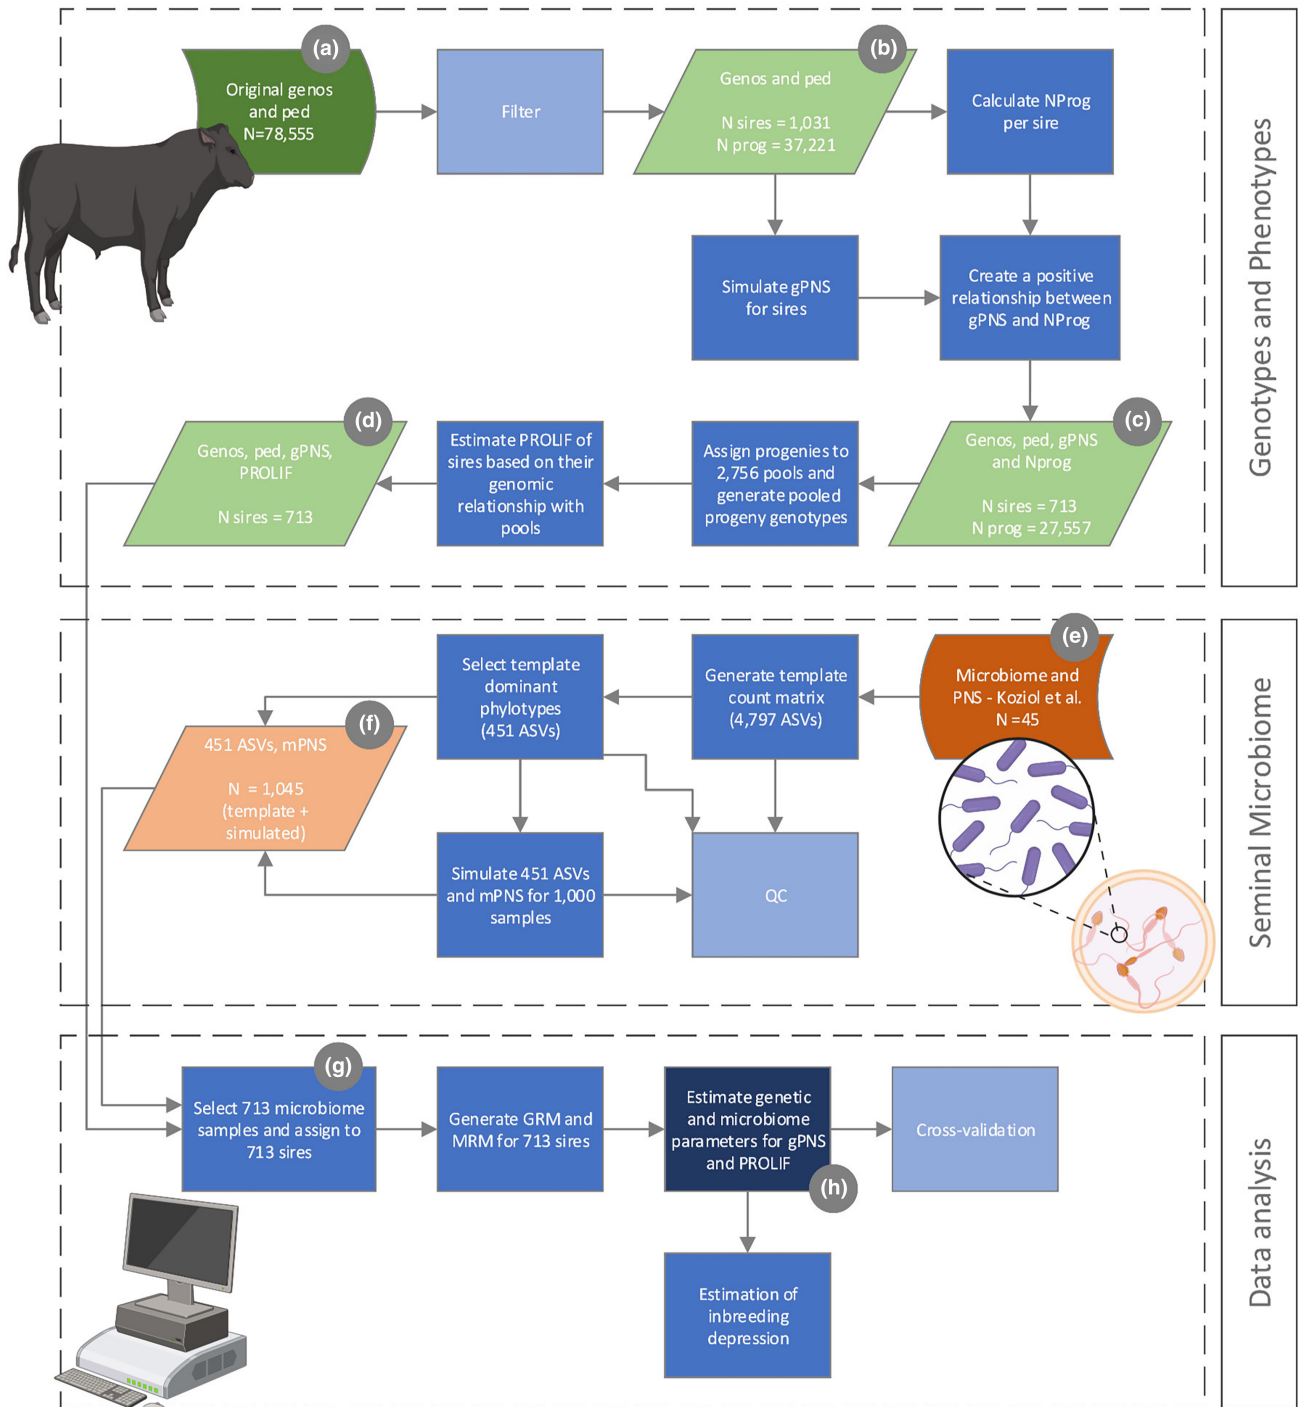 (a)
Original genos
and ped
N=78,555
Filter
(b)
Genos and ped
N sires = 1,031
N prog = 37,221
Calculate NProg
per sire
Simulate gPNS
for sires
Create a positive
relationship between
gPNS and NProg
Genotypes and Phenotypes
(d)
Genos, ped, gPNS,
PROLIF
N sires = 713
Estimate PROLIF of
sires based on their
genomic
relationship with
pools
Assign progenies to
2,756 pools and
generate pooled
progeny genotypes
(c)
Genos, ped, gPNS
and Nprog
N sires = 713
N prog = 27,557
Select template
dominant
phylotypes
(451 ASVs)
Generate template
count matrix
(4,797 ASVs)
(e)
Microbiome and
PNS - Koziol et al.
N =45
(f)
451 ASVs, mPNS
N = 1,045
(template +
simulated)
Simulate 451 ASVs
and mPNS for 1,000
samples
QC
Seminal Microbiome
(g)
Select 713 microbiome
samples and assign to
713 sires
Generate GRM and
MRM for 713 sires
Estimate genetic
and microbiome
parameters for gPNS
and PROLIF
(h)
Cross-validation
Estimation of
inbreeding
depression
Data analysis